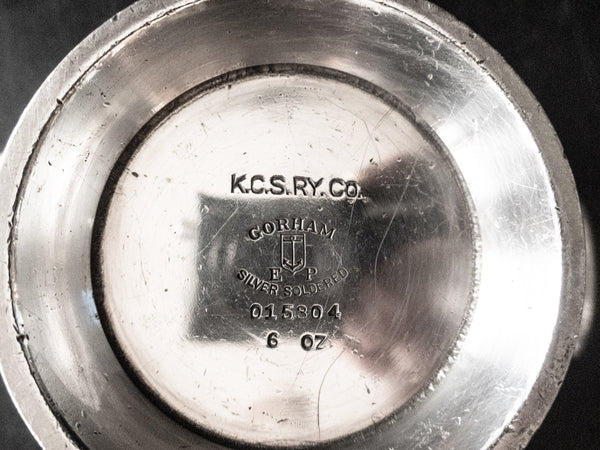 K.C.S.RY. CO.
GORHAM
E P
SILVER SOLDERED
015804
6 OZ